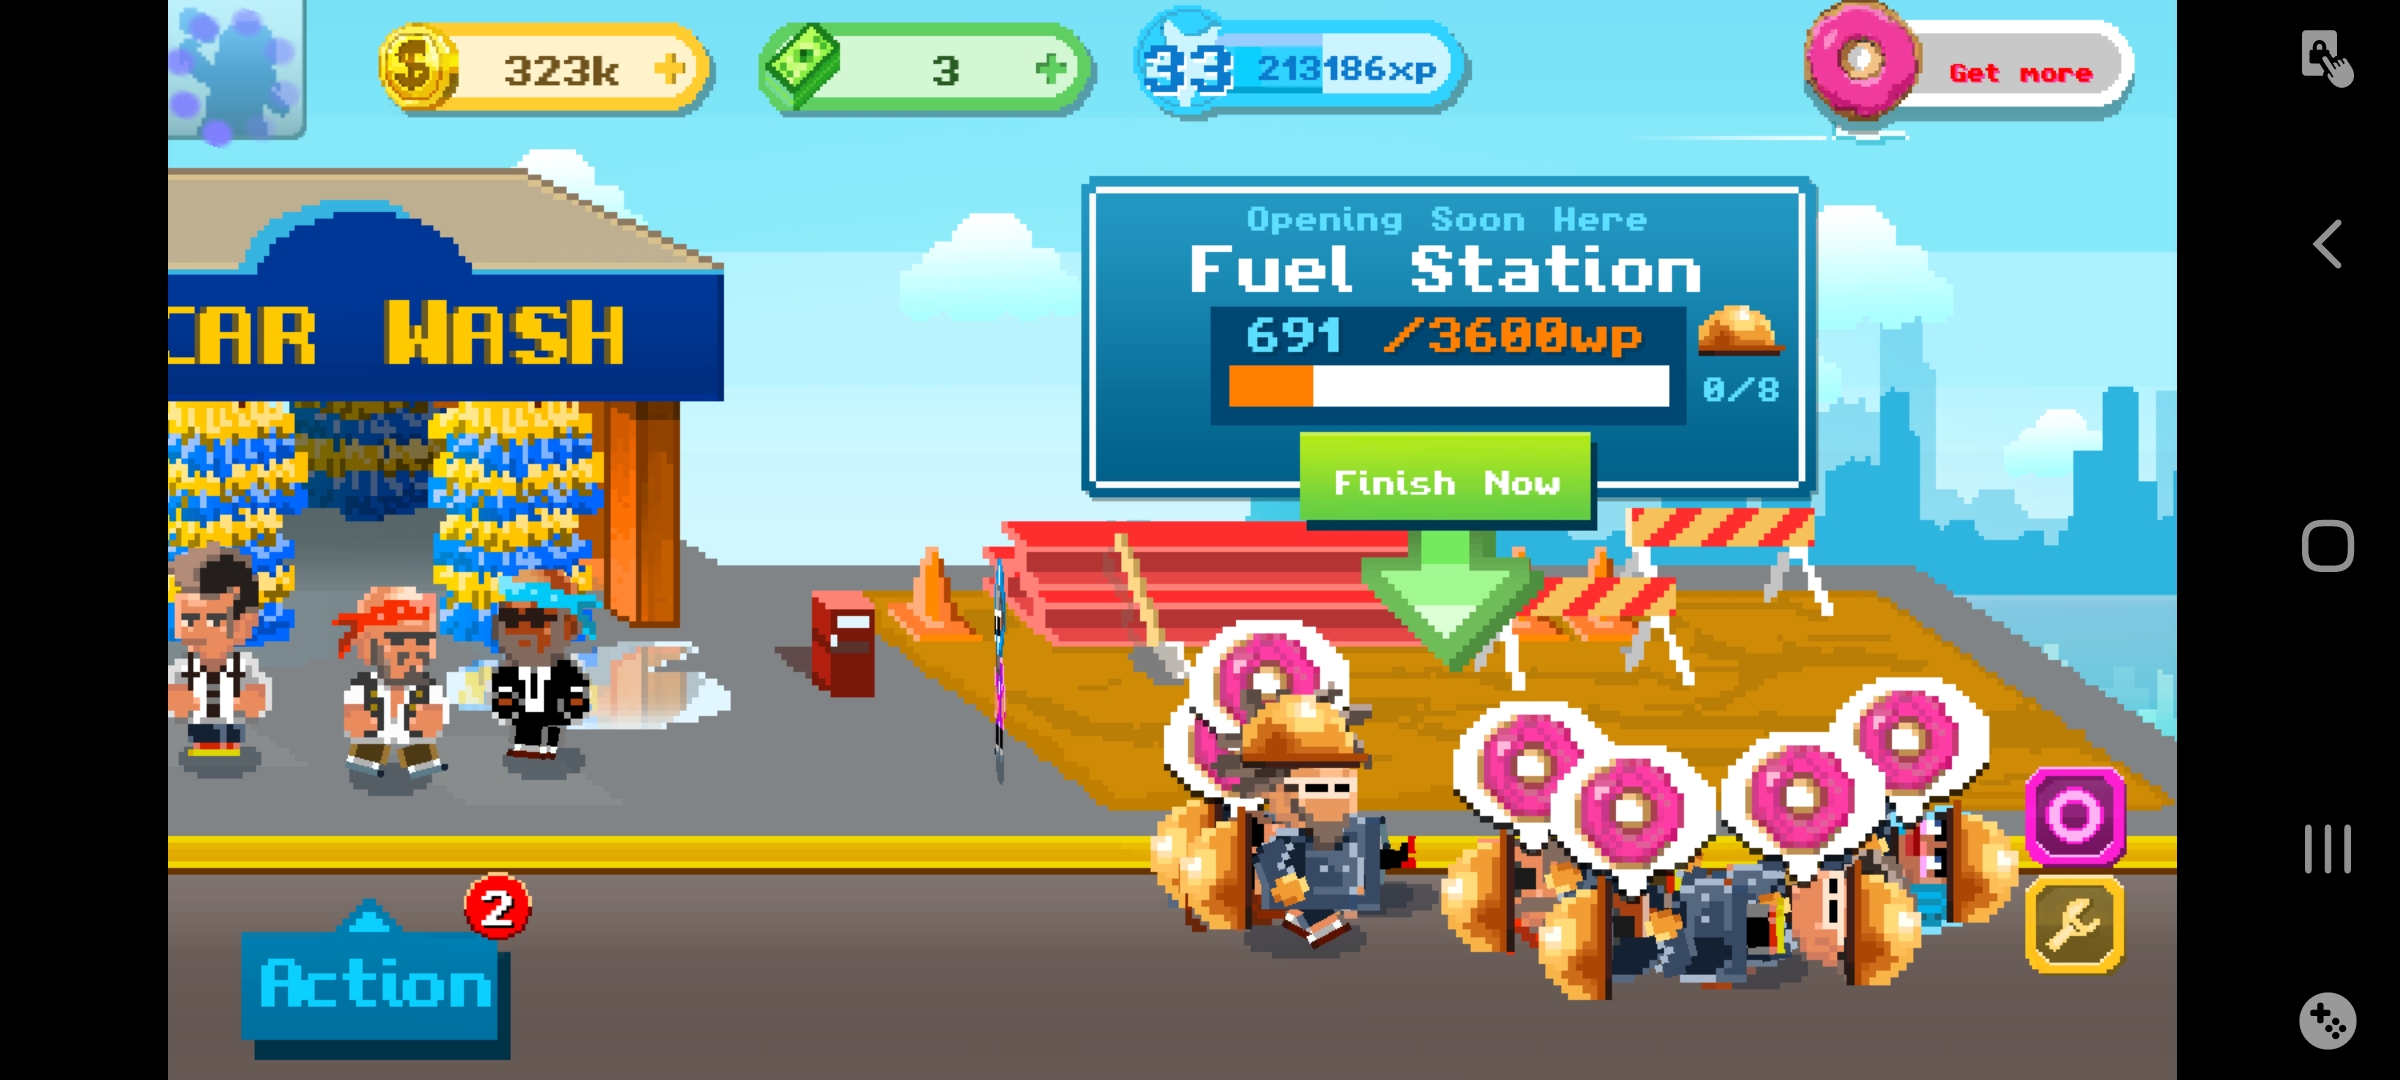 323k
3
33
213186xp
Get more
Opening Soon Here
Fuel Station
691 /3600wp
0/8
Finish Now
CAR WASH
2
Action